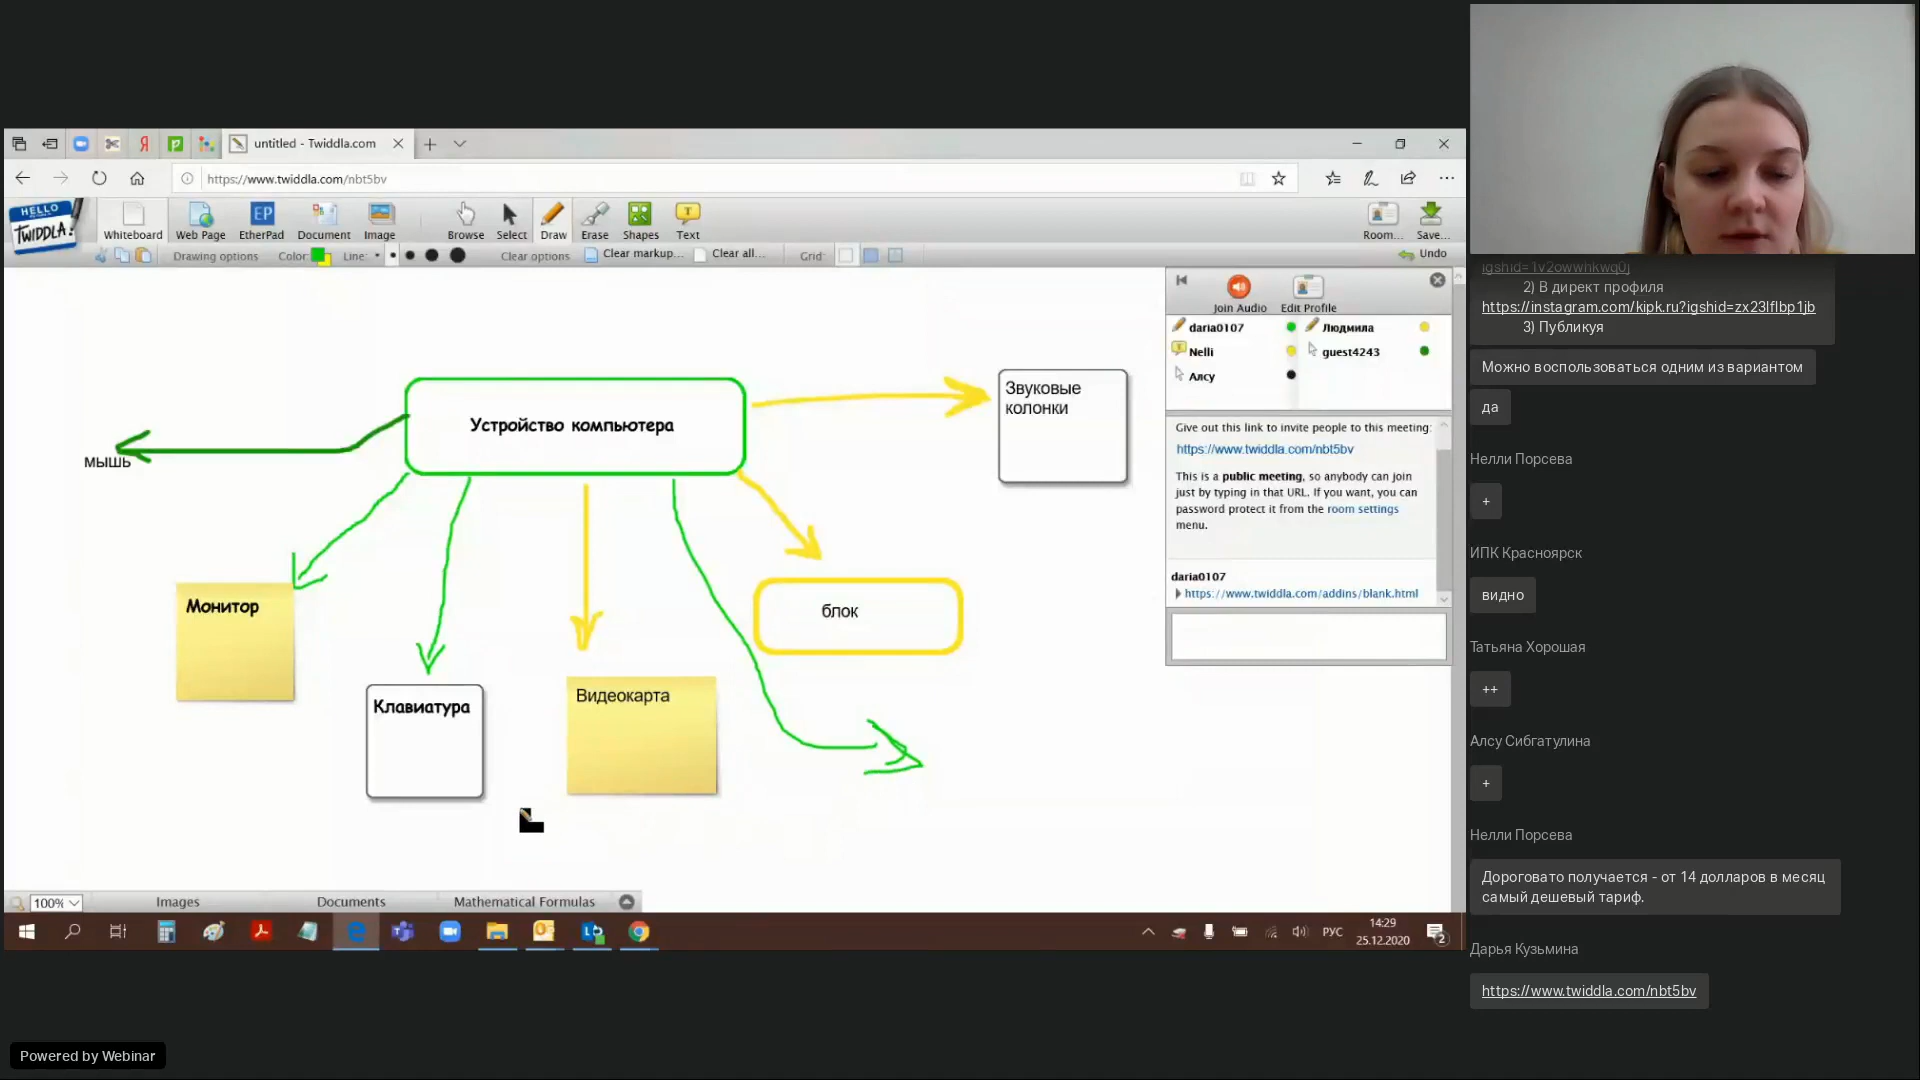 untitled - Twiddla.com
https://www.twiddla.com/nbt5bv
HELLO
TWIDDLA!
Whiteboard
Web Page
EP
EtherPad
Document
Image
Browse
Select
Draw
Erase
Shapes
Text
Room...
Save...
Drawing options
Color:
Line:
Clear options
Clear markup...
Clear all...
Grid:
Undo
Join Audio
Edit Profile
daria0107
Людмила
Nelli
guest4243
Алсу
Give out this link to invite people to this meeting:
https://www.twiddla.com/nbt5bv
This is a public meeting, so anybody can join
just by typing in that URL. If you want, you can
password protect it from the room settings
menu.
daria0107
https://www.twiddla.com/addins/blank.html
Устройство компьютера
Звуковые
колонки
мышь
блок
Монитор
Клавиатура
Видеокарта
100%
Images
Documents
Mathematical Formulas
РУС
14:29
25.12.2020
2
igshid=1v2owwhkwq0j
2) В директ профиля
https://instagram.com/kipk.ru?igshid=zx23lflbp1jb
3) Публикуя
Можно воспользоваться одним из вариантом
да
Нелли Порсева
+
ИПК Красноярск
видно
Татьяна Хорошая
++
Алсу Сибгатулина
+
Нелли Порсева
Дороговато получается - от 14 долларов в месяц
самый дешевый тариф.
Дарья Кузьмина
https://www.twiddla.com/nbt5bv
Powered by Webinar